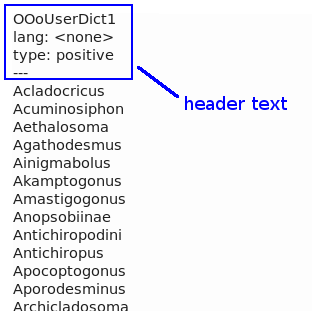 OOoUserDict1
lang: <none>
type: positive
---
header text
Acladocricus
Acuminosiphon
Aethalosoma
Agathodesmus
Ainigmabolus
Akamptogonus
Amastigogonus
Anopsobiinae
Antichiropodini
Antichiropus
Apocoptogonus
Aporodesminus
Archicladosoma